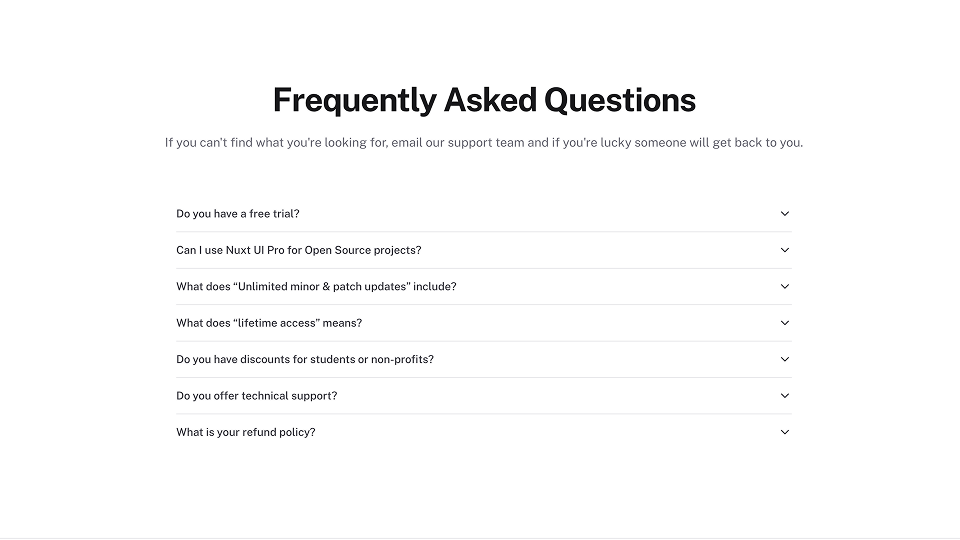 Frequently Asked Questions
If you can't find what you're looking for, email our support team and if you're lucky someone will get back to you.
Do you have a free trial?
Can I use Nuxt UI Pro for Open Source projects?
What does “Unlimited minor & patch updates” include?
What does “lifetime access” means?
Do you have discounts for students or non-profits?
Do you offer technical support?
What is your refund policy?